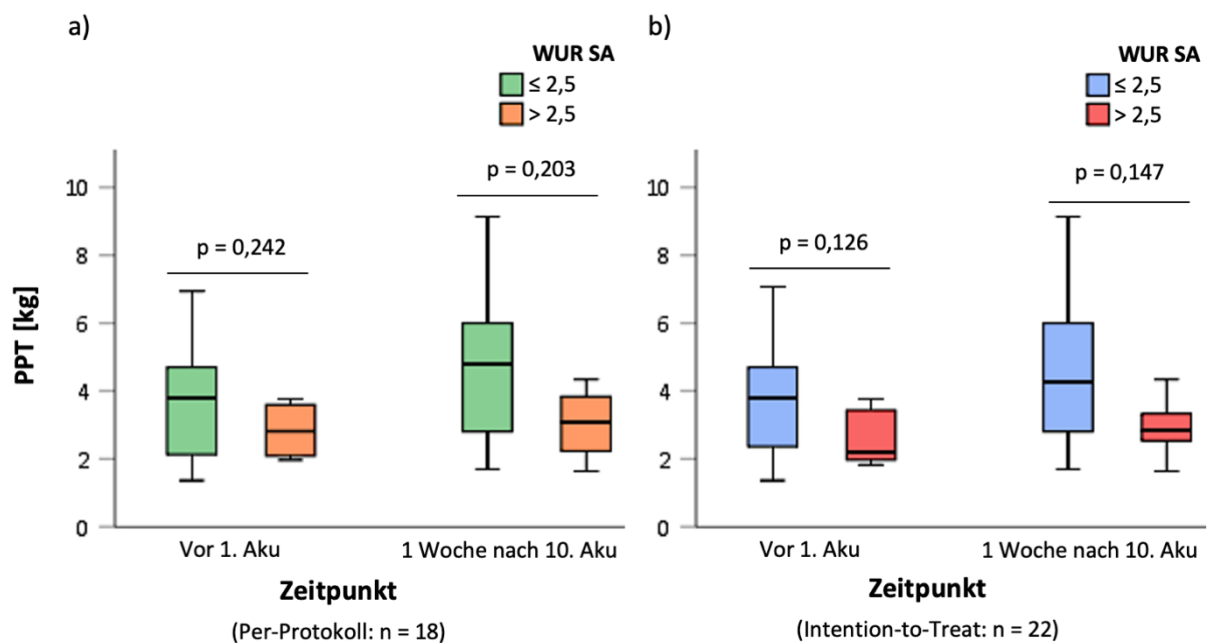 a)
WUR SA
≤ 2,5
> 2,5
p = 0,242
p = 0,203
PPT [kg]
10
8
6
4
2
0
Vor 1. Aku
1 Woche nach 10. Aku
Zeitpunkt
(Per-Protokoll: n = 18)
b)
WUR SA
≤ 2,5
> 2,5
p = 0,126
p = 0,147
10
8
6
4
2
0
Vor 1. Aku
1 Woche nach 10. Aku
Zeitpunkt
(Intention-to-Treat: n = 22)